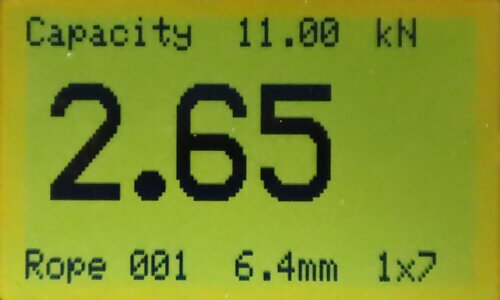 Capacity 11.00 kN
2.65
Rope 001 6.4mm 1x7